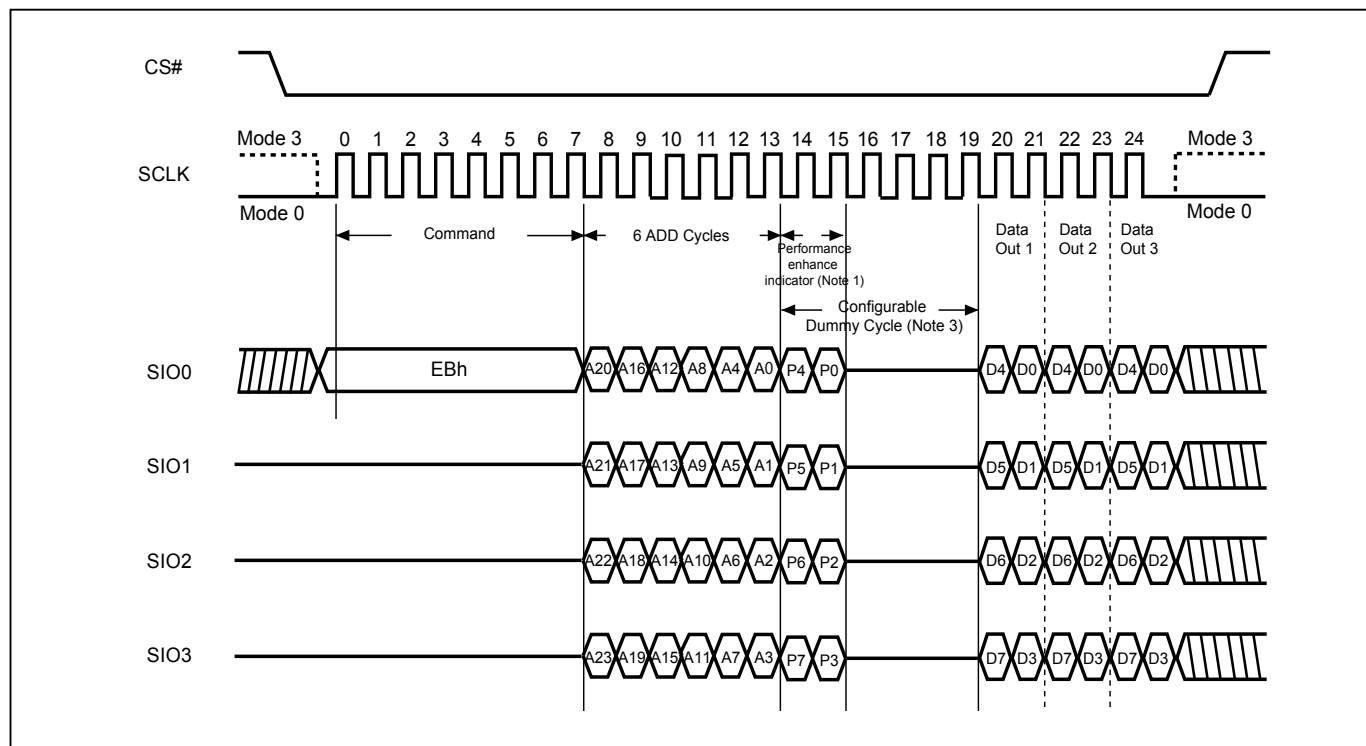 CS#
Mode 3
0 1 2 3 4 5 6 7 8 9 10 11 12 13 14 15 16 17 18 19 20 21 22 23 24
Mode 3
SCLK
Mode 0
Mode 0
Command
6 ADD Cycles
Performance
enhance
indicator (Note 1)
Data
Out 1
Data
Out 2
Data
Out 3
Configurable
Dummy Cycle (Note 3)
SIO0 EBh A20 A16 A12 A8 A4 A0 P4 P0 D4 D0 D4 D0 D4 D0
SIO1 A21 A17 A13 A9 A5 A1 P5 P1 D5 D1 D5 D1 D5 D1
SIO2 A22 A18 A14 A10 A6 A2 P6 P2 D6 D2 D6 D2 D6 D2
SIO3 A23 A19 A15 A11 A7 A3 P7 P3 D7 D3 D7 D3 D7 D3